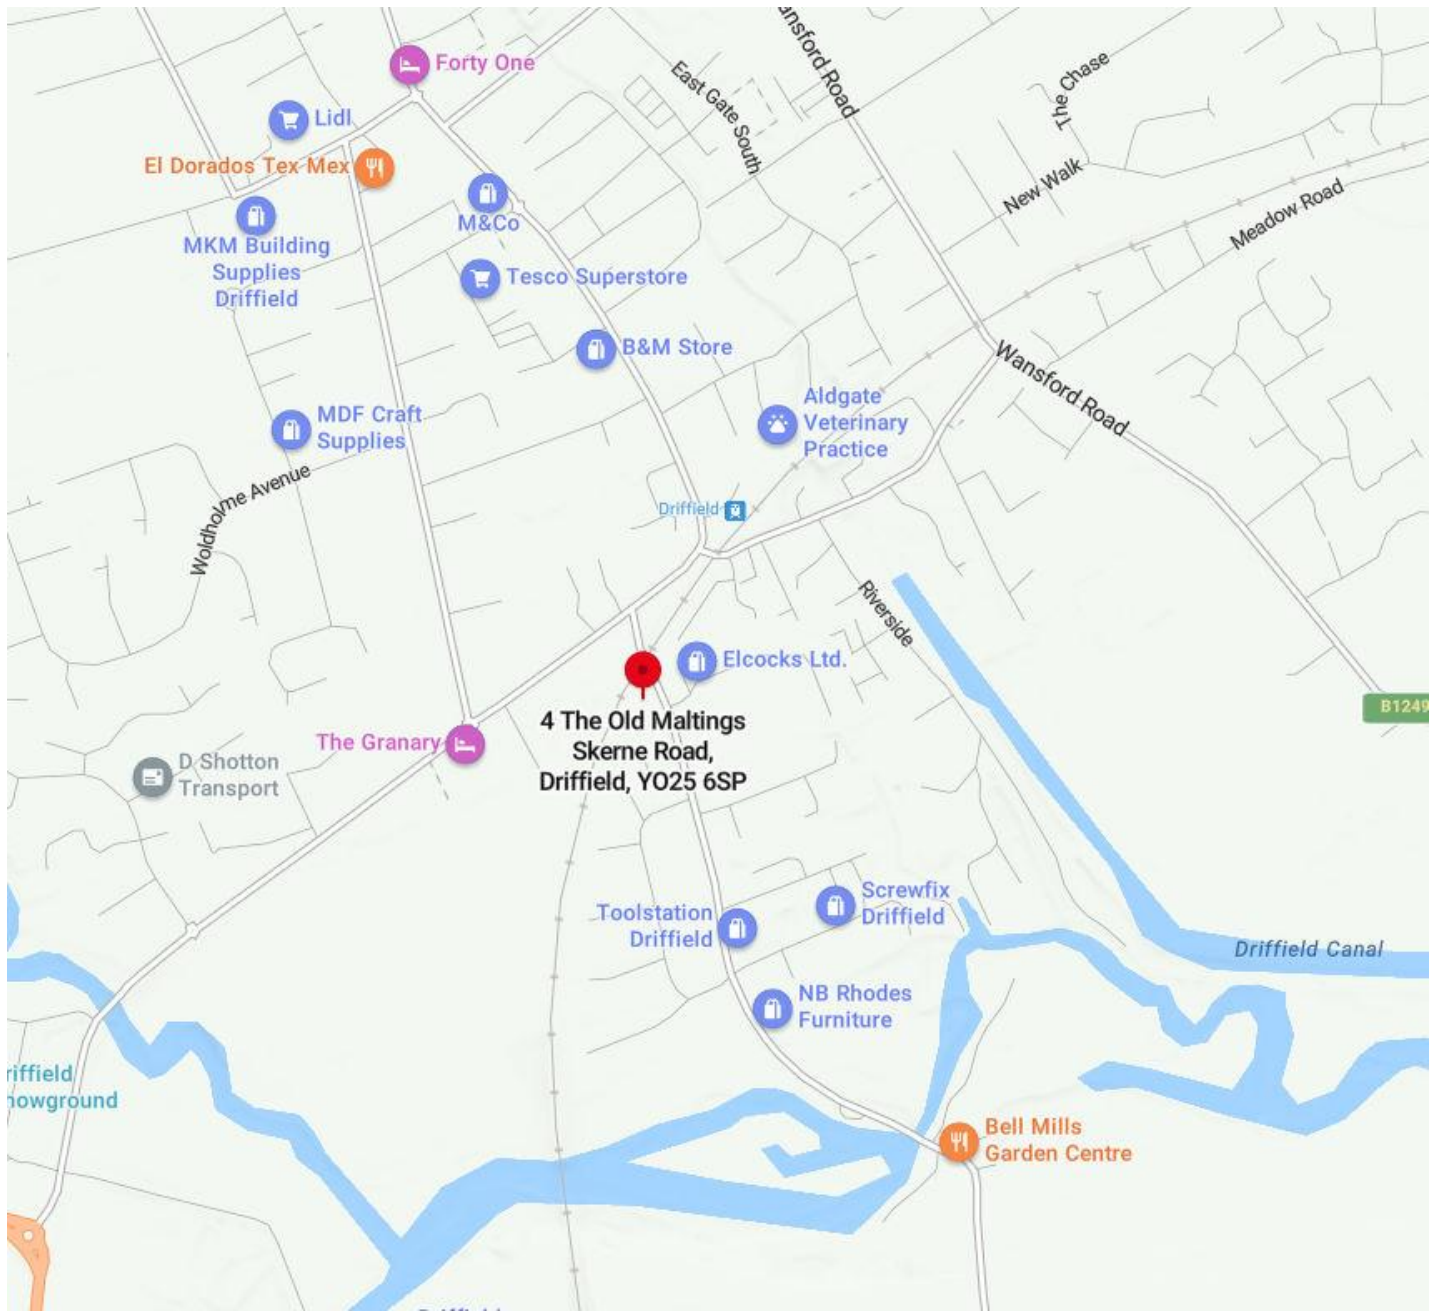 Forty One
Lidl
El Dorados Tex Mex
M&Co
MKM Building
Supplies
Driffield
Tesco Superstore
B&M Store
East Gate South
Wansford Road
The Chase
New Walk
Meadow Road
Wansford Road
Aldgate
Veterinary
Practice
MDF Craft
Supplies
Woldholme Avenue
Driffield
Riverside
Elcocks Ltd.
B1249
4 The Old Maltings
Skerne Road,
Driffield, YO25 6SP
The Granary
D Shotton
Transport
Screwfix
Driffield
Toolstation
Driffield
Driffield Canal
NB Rhodes
Furniture
riffield
howground
Bell Mills
Garden Centre